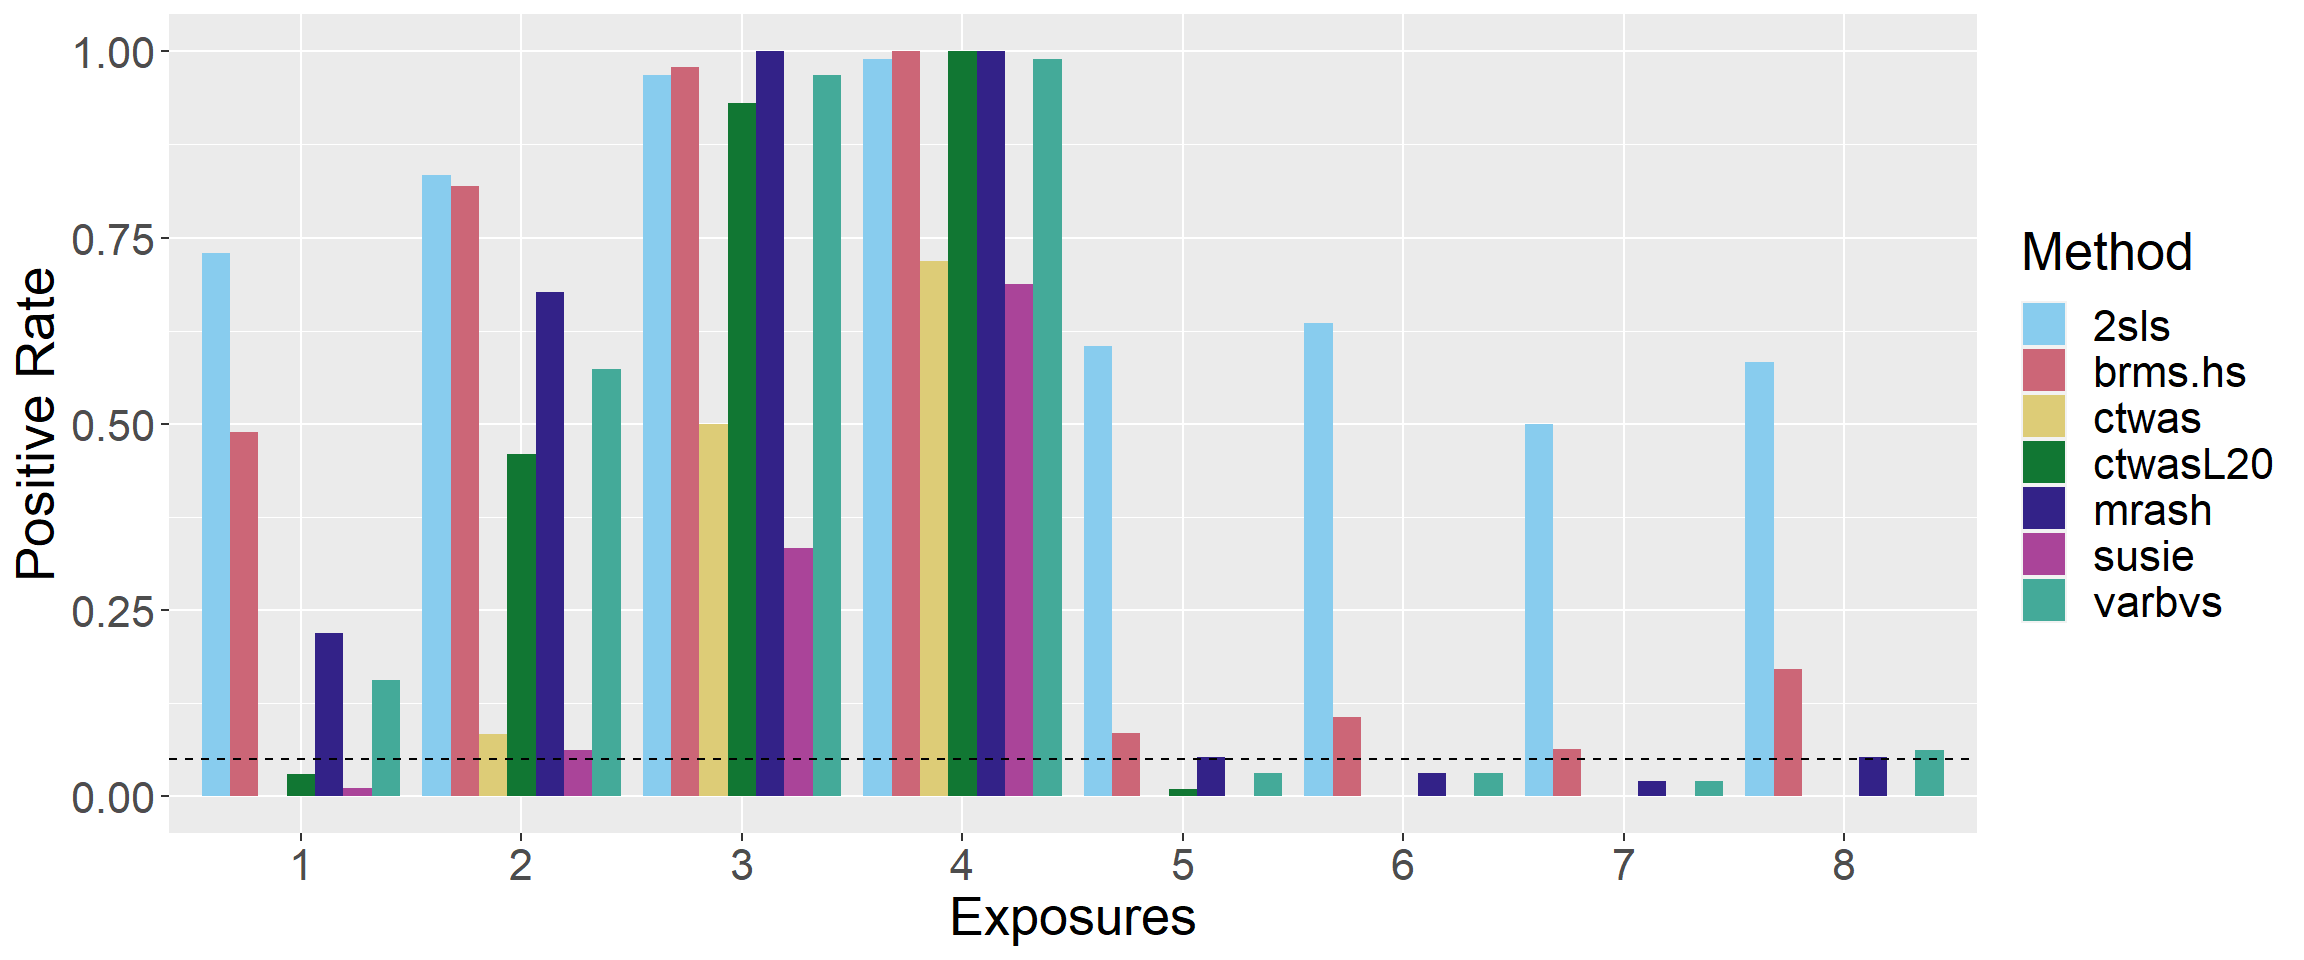 1.00
0.75
0.50
0.25
0.00
Positive Rate
1 2 3 4 5 6 7 8
Exposures
Method
2sls
brms.hs
ctwas
ctwasL20
mrash
susie
varbvs